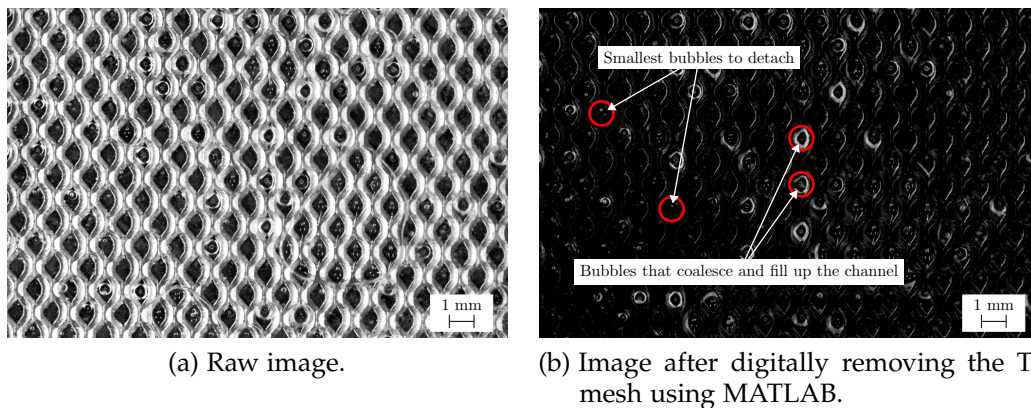 Smallest bubbles to detach
Bubbles that coalesce and fill up the channel
1 mm
1 mm
(a) Raw image.
(b) Image after digitally removing the T
mesh using MATLAB.